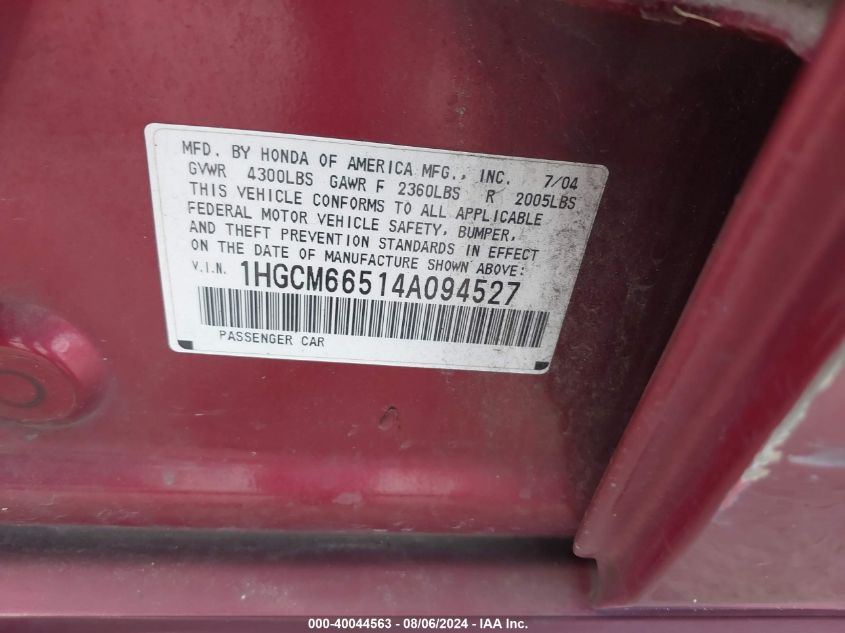 MFD. BY HONDA OF AMERICA MFG., INC. 7/04
GVWR 4300LBS GAWR F 2360LBS R 2005LBS
THIS VEHICLE CONFORMS TO ALL APPLICABLE
FEDERAL MOTOR VEHICLE SAFETY, BUMPER,
AND THEFT PREVENTION STANDARDS IN EFFECT
ON THE DATE OF MANUFACTURE SHOWN ABOVE:
V.I.N. 1HGCM66514A094527
PASSENGER CAR
000-40044563 - 08/06/2024 - IAA Inc.